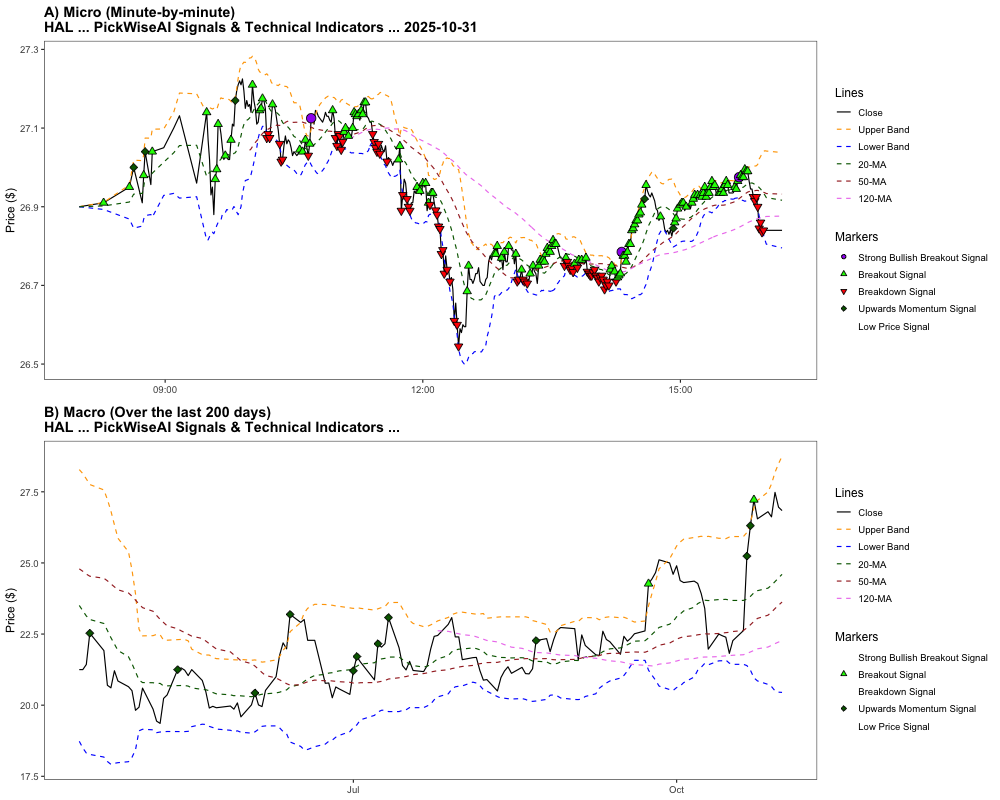 A) Micro (Minute-by-minute)
HAL ... PickWiseAI Signals & Technical Indicators ... 2025-10-31
27.3
27.1
26.9
26.7
26.5
Price ($)
09:00
12:00
15:00
Lines
Close
Upper Band
Lower Band
20-MA
50-MA
120-MA
Markers
Strong Bullish Breakout Signal
Breakout Signal
Breakdown Signal
Upwards Momentum Signal
Low Price Signal
B) Macro (Over the last 200 days)
HAL ... PickWiseAI Signals & Technical Indicators ...
27.5
25.0
22.5
20.0
17.5
Price ($)
Jul
Oct
Lines
Close
Upper Band
Lower Band
20-MA
50-MA
120-MA
Markers
Strong Bullish Breakout Signal
Breakout Signal
Breakdown Signal
Upwards Momentum Signal
Low Price Signal